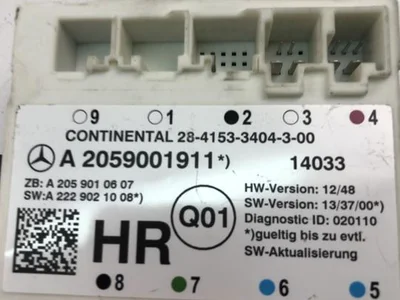 9 1 2 3 4
CONTINENTAL 28-4153-3404-3-00
A 2059001911*) 14033
ZB: A 205 901 06 07
SW:A 222 902 10 08*)
HW-Version: 12/48
SW-Version: 13/37/00*)
Diagnostic ID: 020110
*)gueltig bis zu evtl.
SW-Aktualisierung
HR
Q01
8 7 6 5